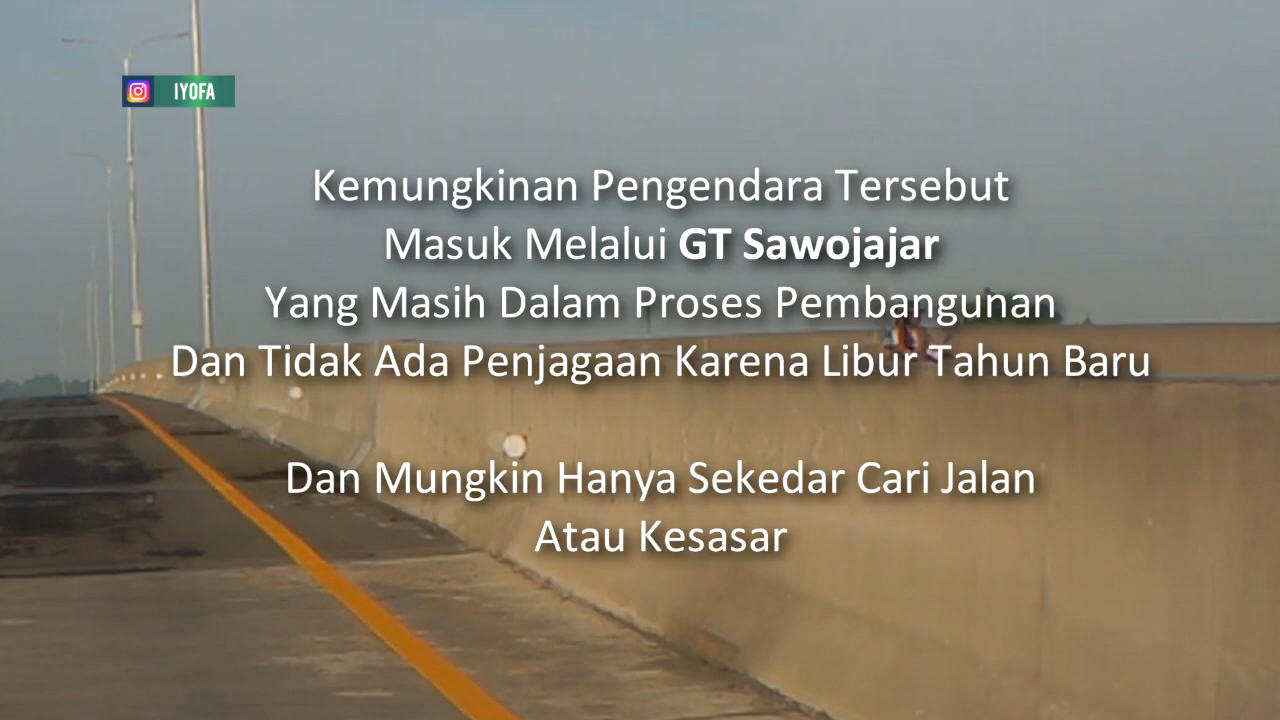 IYOFA
Kemungkinan Pengendara Tersebut
Masuk Melalui GT Sawojajar
Yang Masih Dalam Proses Pembangunan
Dan Tidak Ada Penjagaan Karena Libur Tahun Baru
Dan Mungkin Hanya Sekedar Cari Jalan
Atau Kesasar